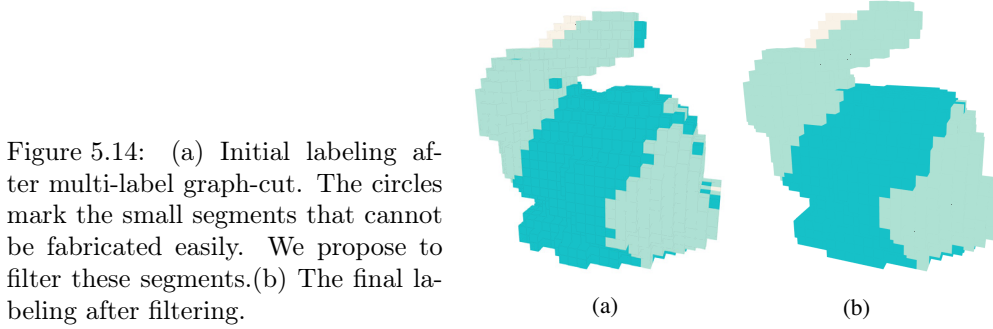 Figure 5.14: (a) Initial labeling af-
ter multi-label graph-cut. The circles
mark the small segments that cannot
be fabricated easily. We propose to
filter these segments.(b) The final la-
beling after filtering.
(a)
(b)